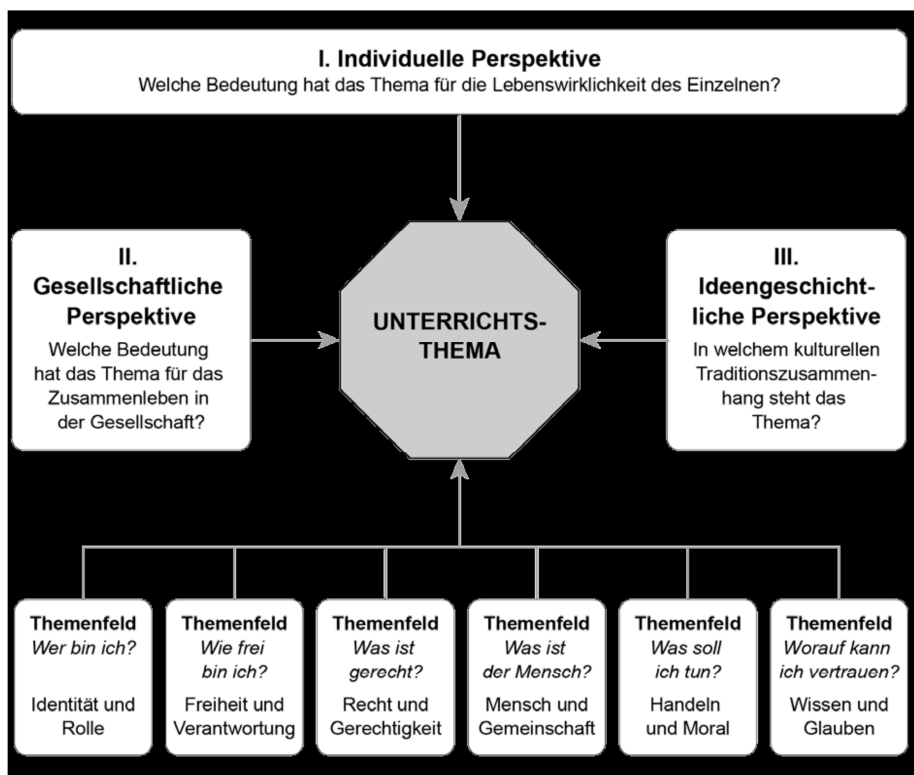 I. Individuelle Perspektive
Welche Bedeutung hat das Thema für die Lebenswirklichkeit des Einzelnen?
II.
Gesellschaftliche
Perspektive
Welche Bedeutung
hat das Thema für das
Zusammenleben in
der Gesellschaft?
UNTERRICHTS-
THEMA
III.
Ideengeschicht-
liche Perspektive
In welchem kulturellen
Traditionszusammen-
hang steht das
Thema?
Themenfeld
Wer bin ich?
Identität und
Rolle
Themenfeld
Wie frei
bin ich?
Freiheit und
Verantwortung
Themenfeld
Was ist
gerecht?
Recht und
Gerechtigkeit
Themenfeld
Was ist
der Mensch?
Mensch und
Gemeinschaft
Themenfeld
Was soll
ich tun?
Handeln
und Moral
Themenfeld
Worauf kann
ich vertrauen?
Wissen und
Glauben